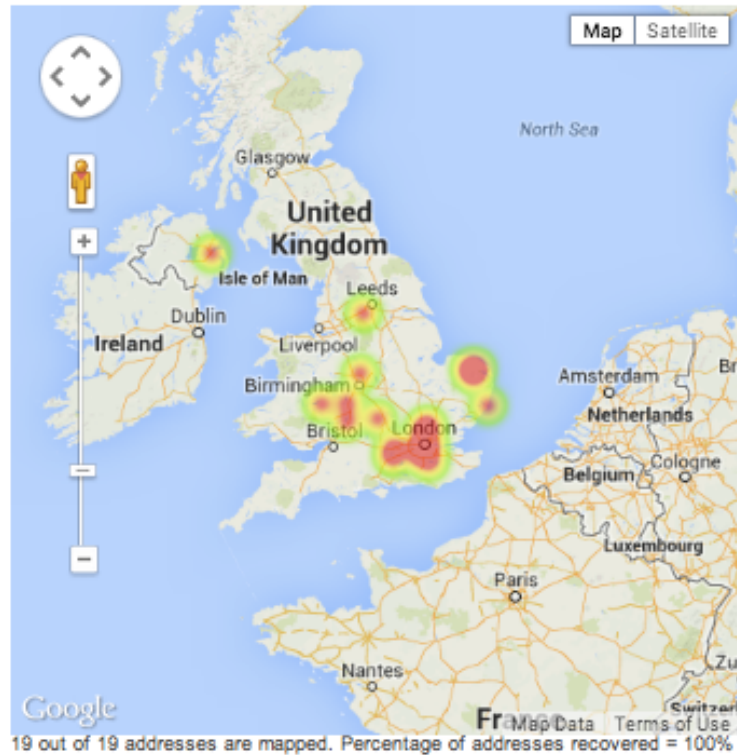 Map Satellite
North Sea
Glasgow
United
Kingdom
Isle of Man
Leeds
Dublin
Ireland
Liverpool
Birmingham
Amsterdam
Netherlands
Bristol
London
Belgium
Cologne
Luxembourg
Paris
Nantes
Switzerl
Google
Map Data Terms of Use
19 out of 19 addresses are mapped. Percentage of addresses recovered = 100%